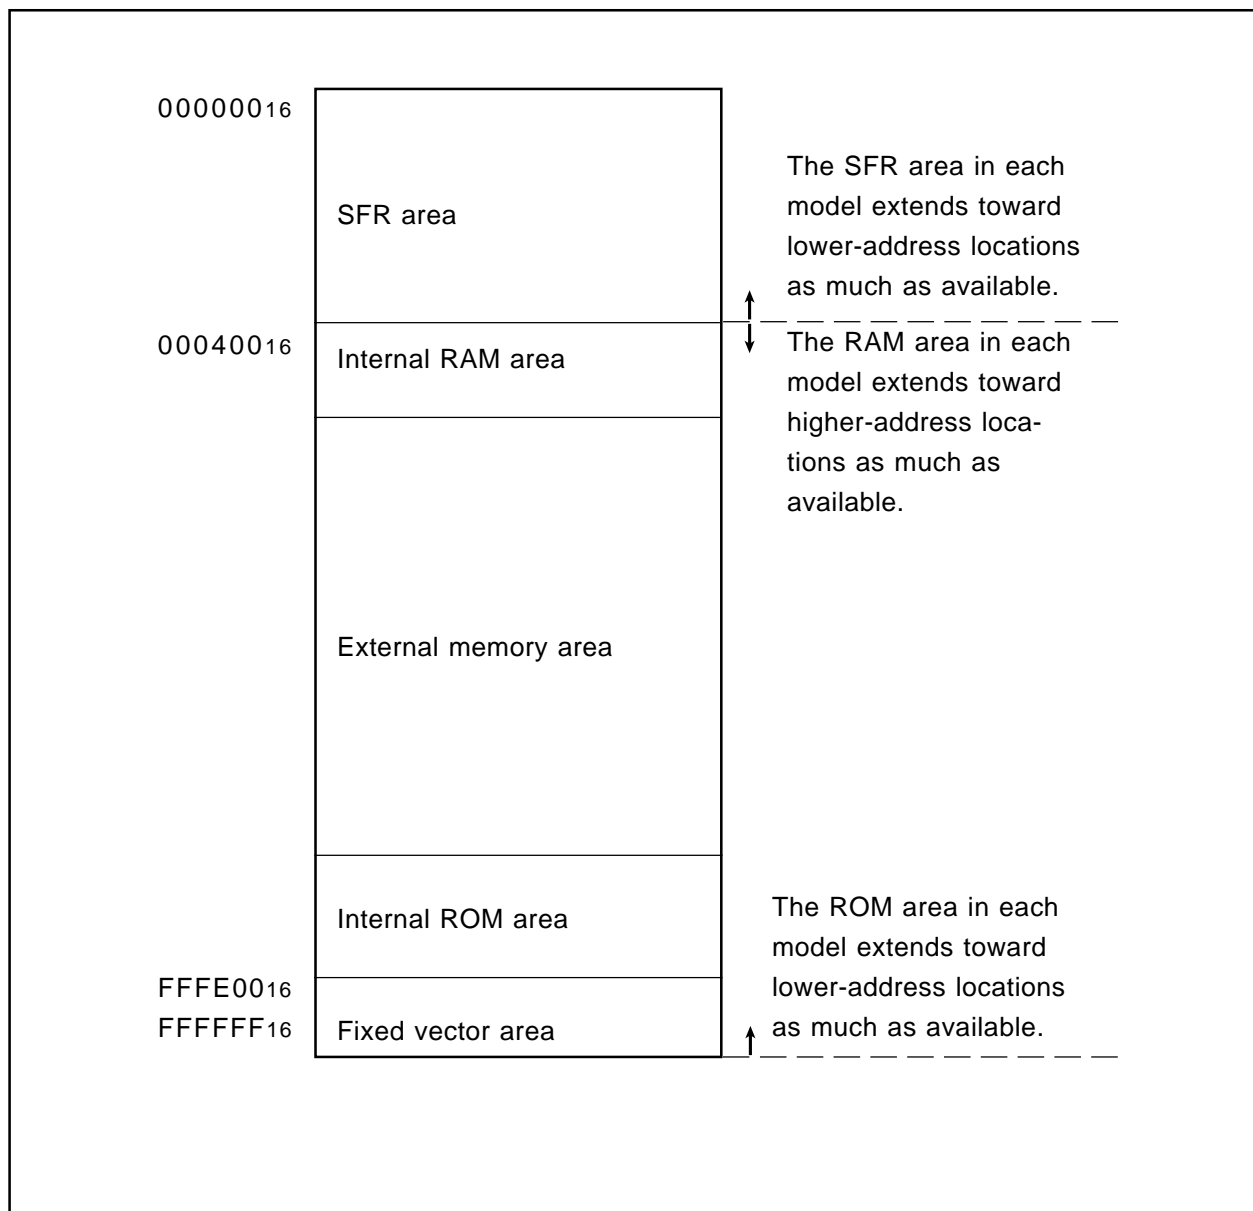 00000016
SFR area
The SFR area in each
model extends toward
lower-address locations
as much as available.
00040016
Internal RAM area
The RAM area in each
model extends toward
higher-address loca-
tions as much as
available.
External memory area
Internal ROM area
The ROM area in each
model extends toward
lower-address locations
as much as available.
FFFE0016
FFFFFF16
Fixed vector area